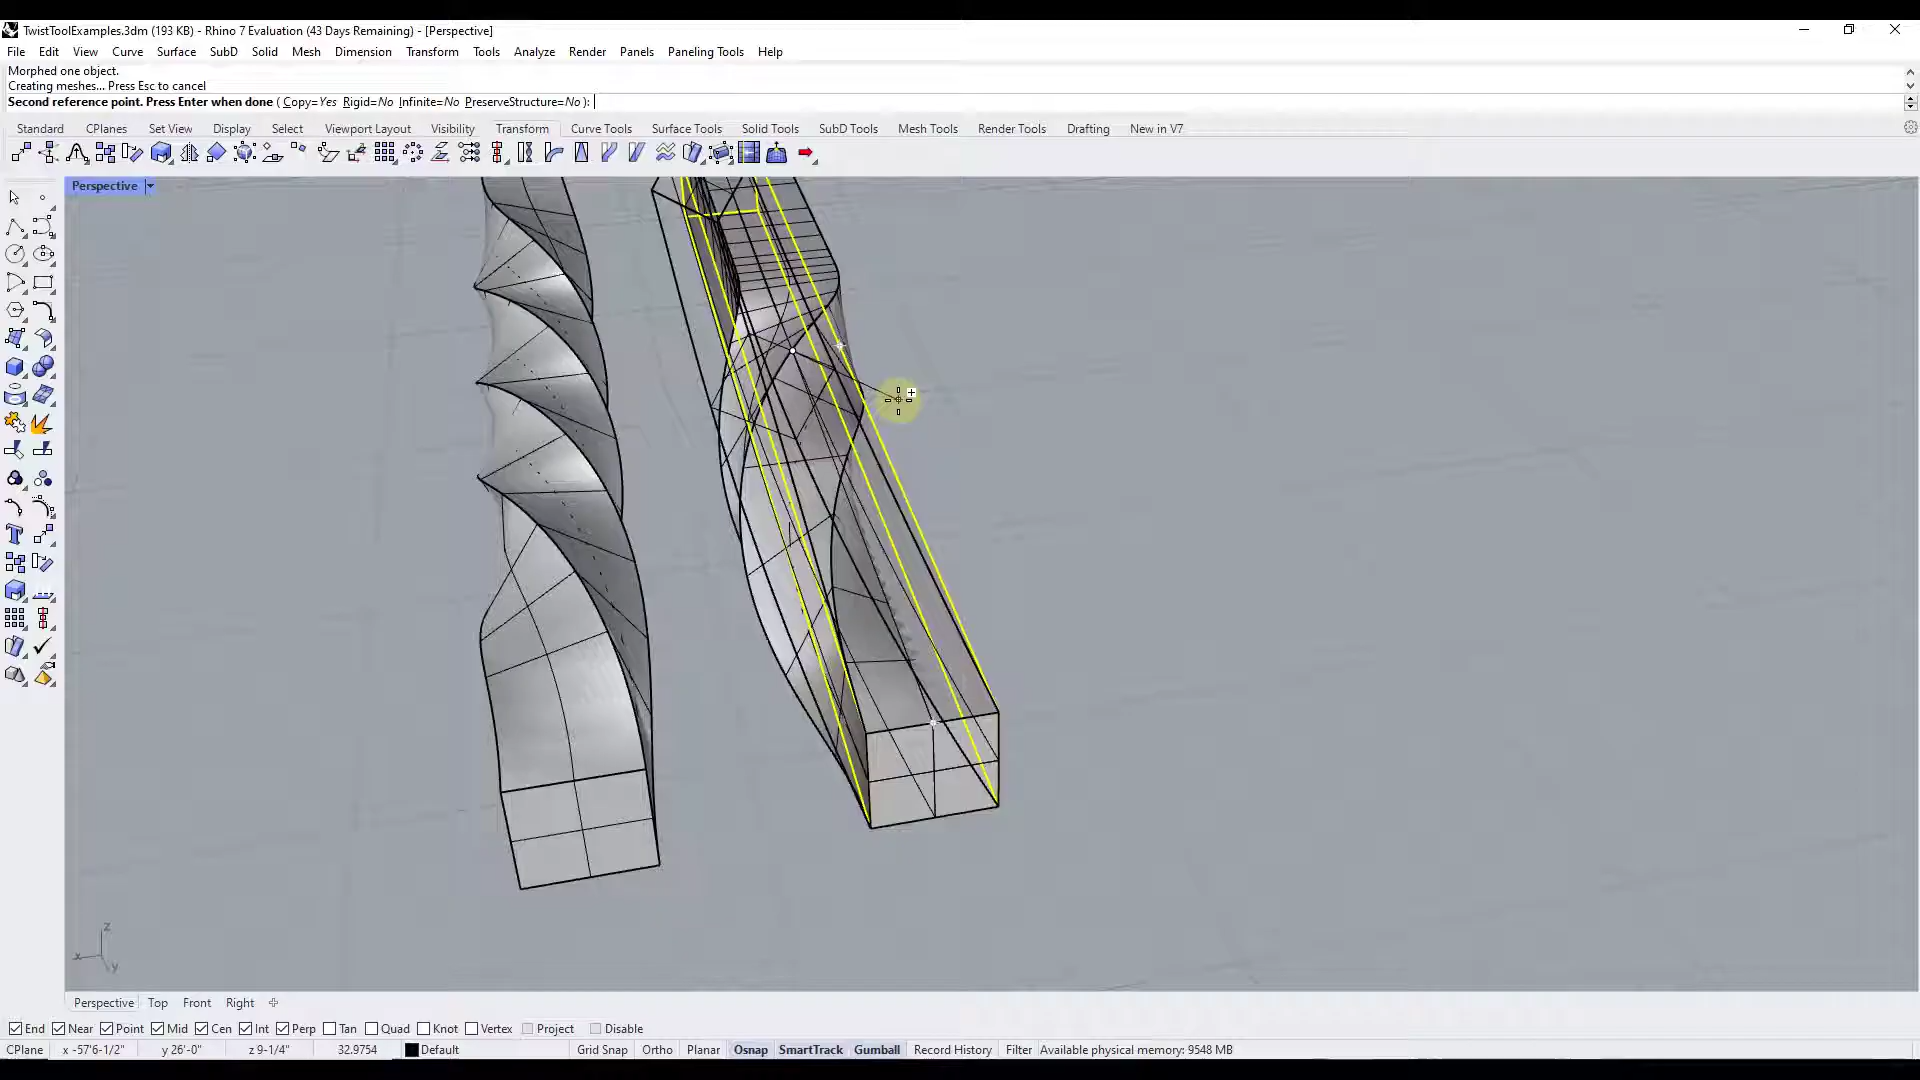 TwistToolExamples.3dm (193 KB) - Rhino 7 Evaluation (43 Days Remaining) - [Perspective]
File Edit View Curve Surface SubD Solid Mesh Dimension Transform Tools Analyze Render Panels Paneling Tools Help
Morphed one object.
Creating meshes... Press Esc to cancel
Second reference point. Press Enter when done ( Copy=Yes Rigid=No Infinite=No PreserveStructure=No ):
Standard CPlanes Set View Display Select Viewport Layout Visibility Transform Curve Tools Surface Tools Solid Tools SubD Tools Mesh Tools Render Tools Drafting New in V7
Perspective
z
x
y
Perspective Top Front Right
End Near Point Mid Cen Int Perp Tan Quad Knot Vertex Project Disable
CPlane x -57'6-1/2" y 26'-0" z 9-1/4" 32.9754 Default Grid Snap Ortho Planar Osnap SmartTrack Gumball Record History Filter Available physical memory: 9548 MB